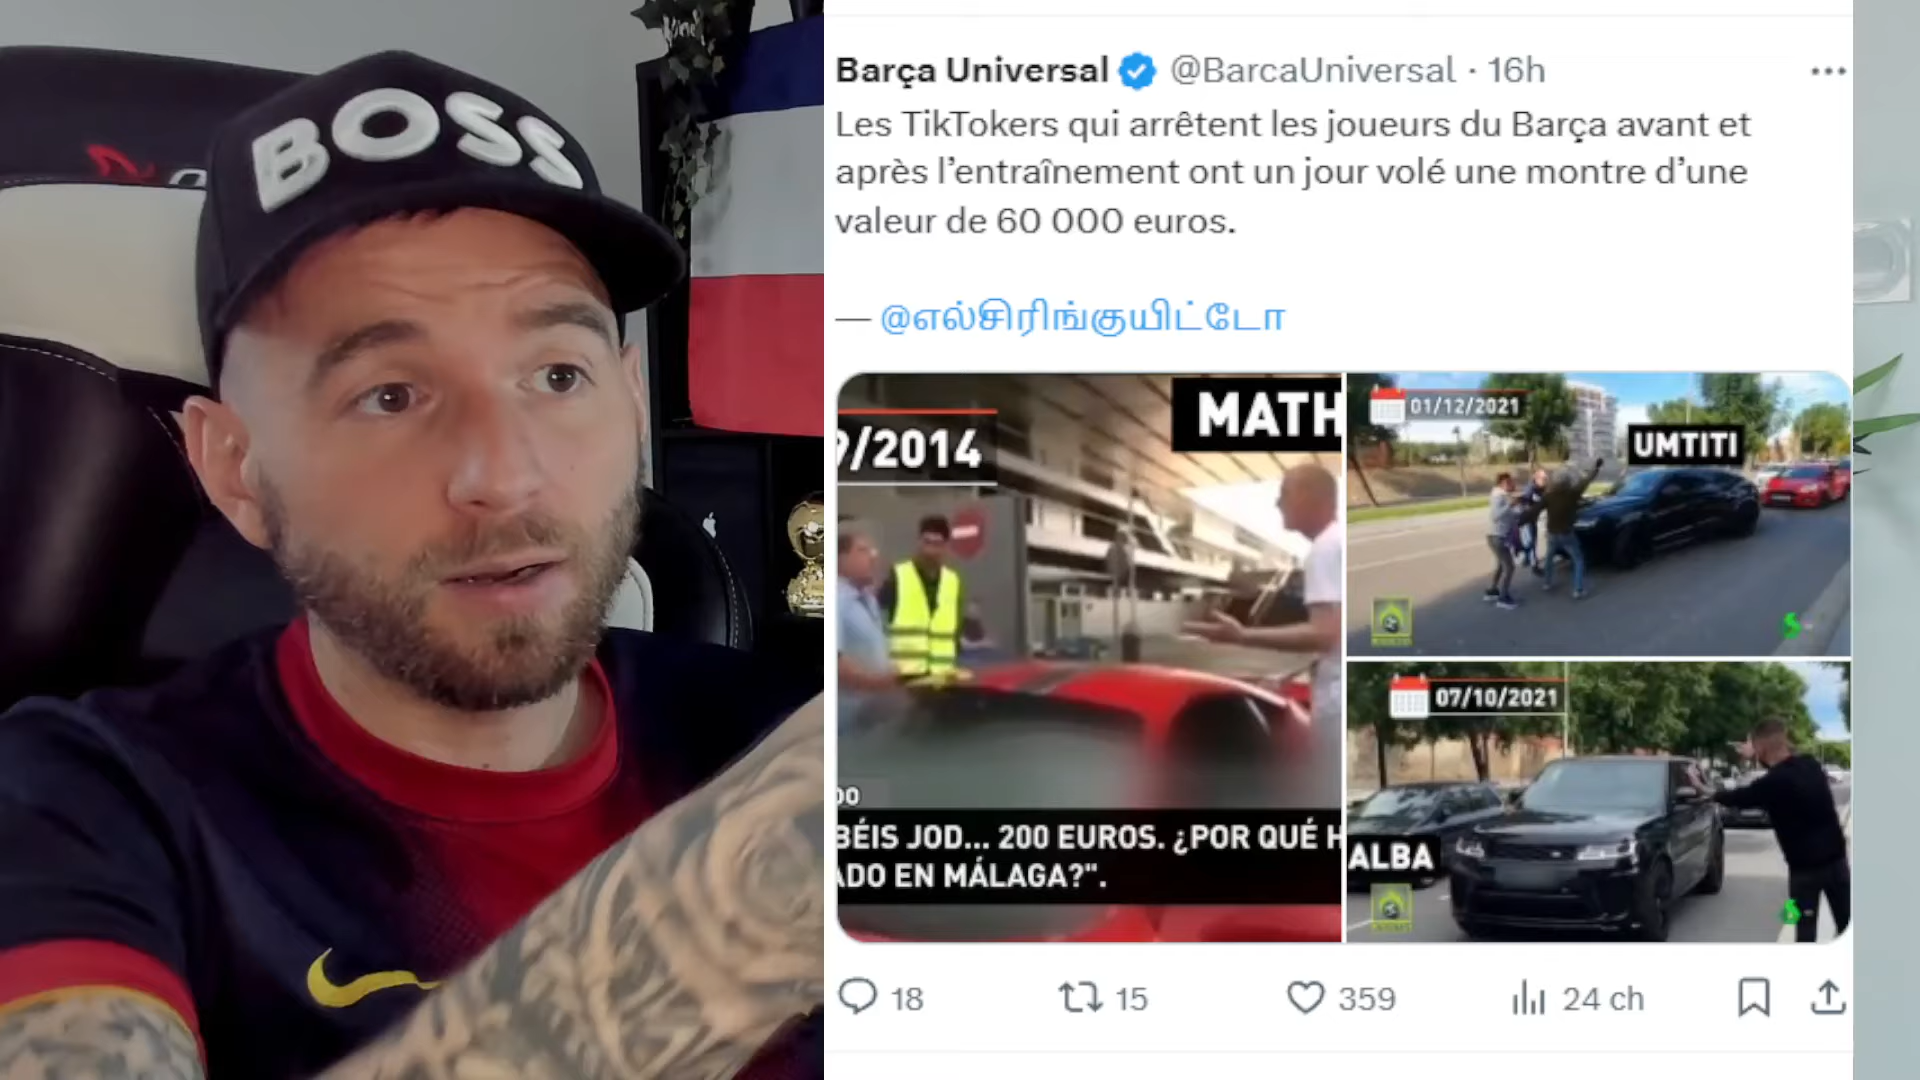 BOSS
Barça Universal @BarcaUniversal · 16h
Les TikTokers qui arrêtent les joueurs du Barça avant et
après l’entraînement ont un jour volé une montre d’une
valeur de 60 000 euros.
— @எல்சிரிங்குயிட்டோ
9/2014
MATH
01/12/2021
UMTITI
07/10/2021
ALBA
BÉIS JOD... 200 EUROS. ¿POR QUÉ H
ADO EN MÁLAGA?".
18 15 359 24 ch